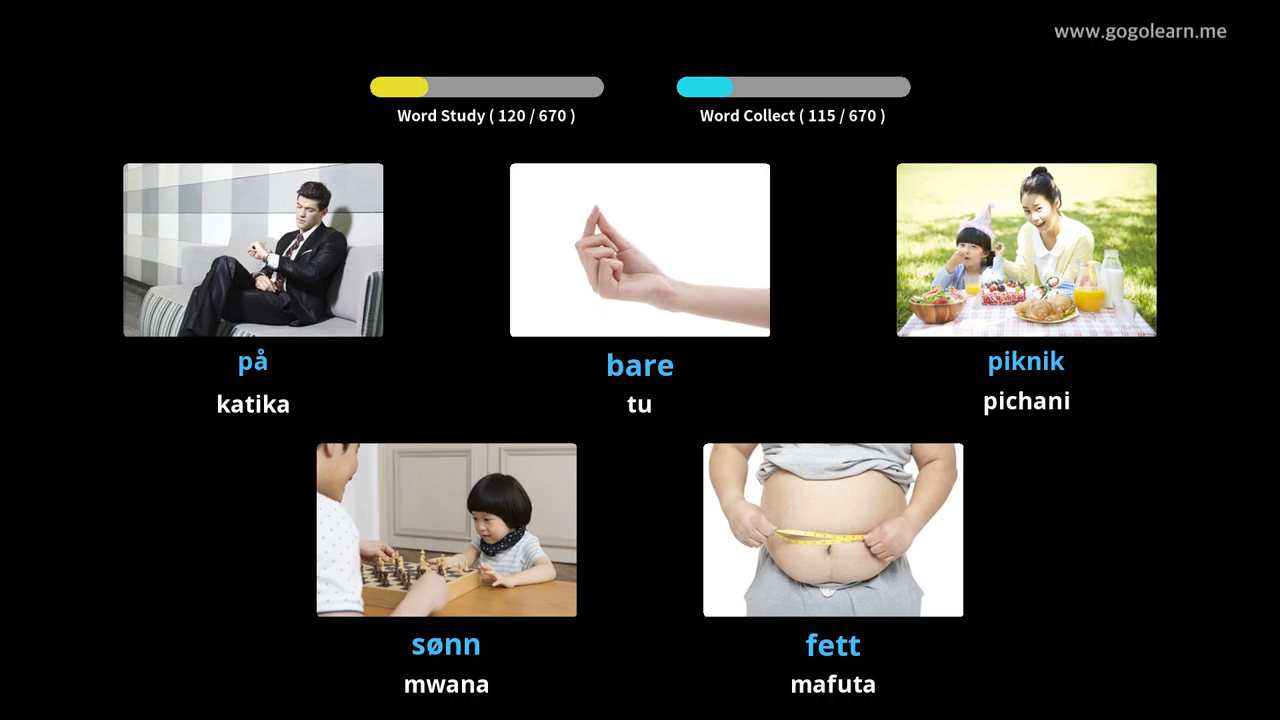 www.gogolearn.me
Word Study ( 120 / 670 )
Word Collect ( 115 / 670 )
på
katika
bare
tu
piknik
pichani
sønn
mwana
fett
mafuta